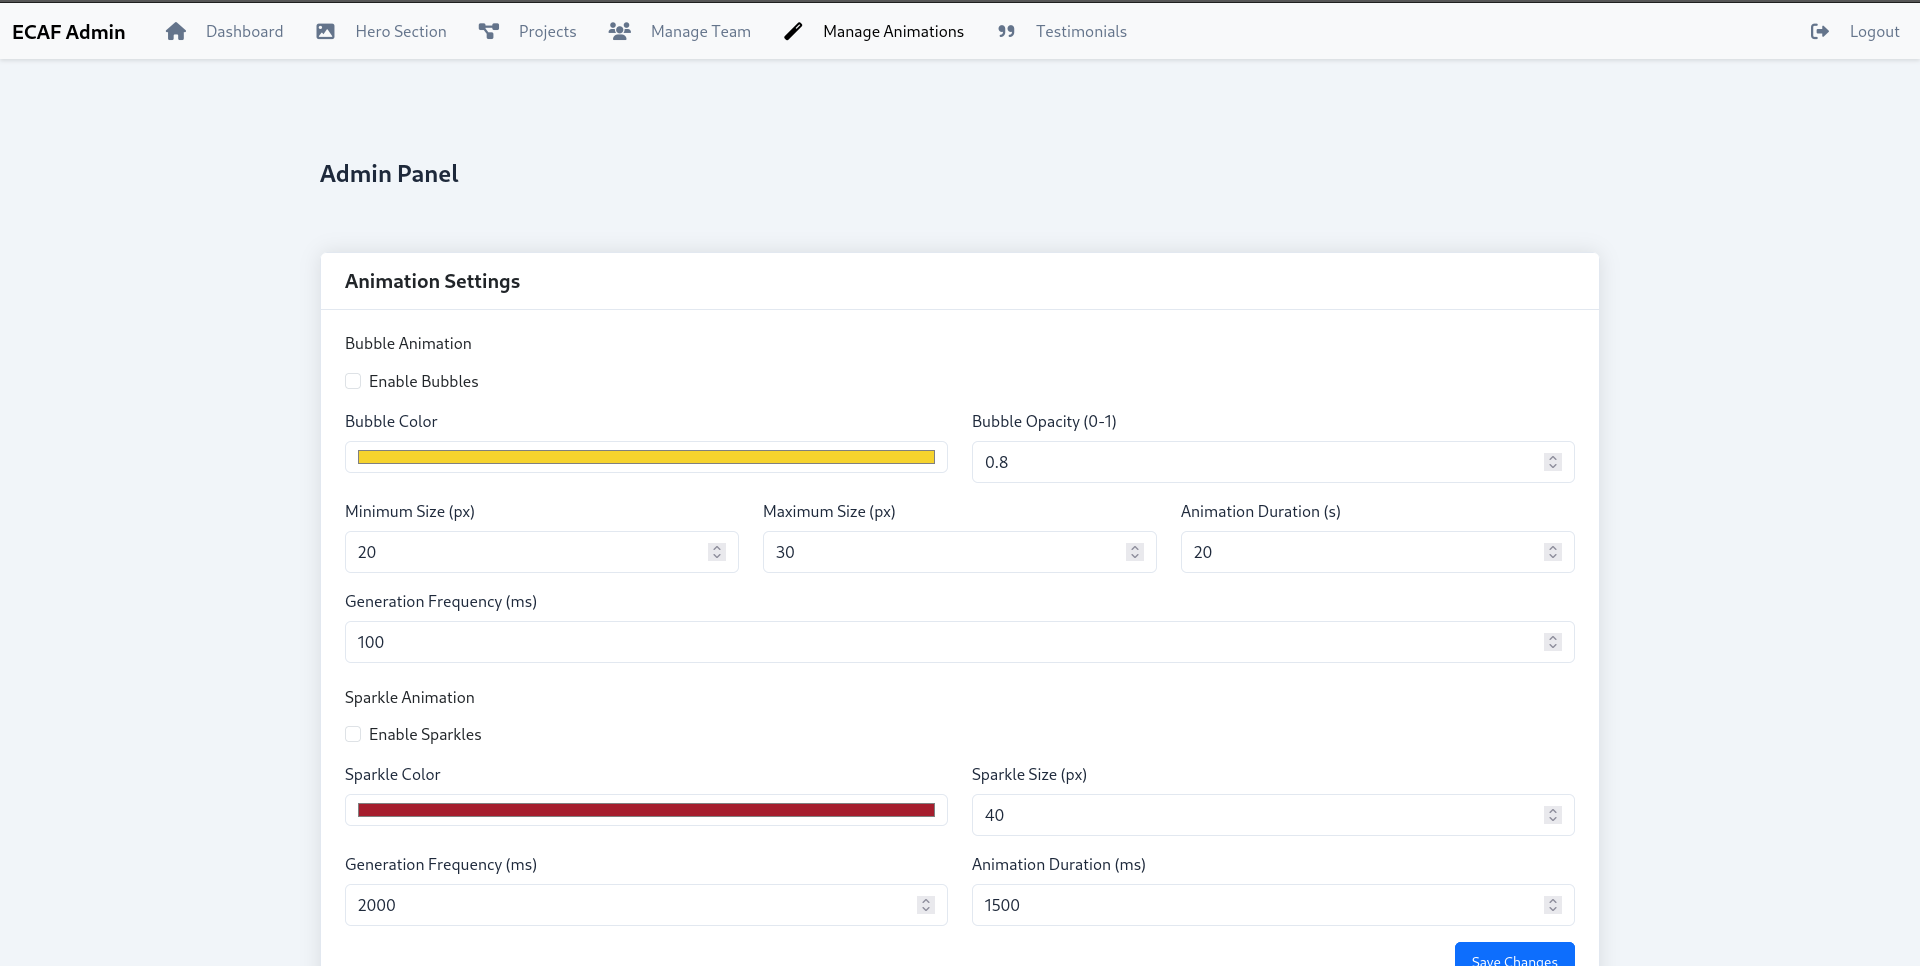 ECAF Admin Dashboard Hero Section Projects Manage Team Manage Animations Testimonials Logout
Admin Panel
Animation Settings
Bubble Animation
Enable Bubbles
Bubble Color Bubble Opacity (0-1)
0.8
Minimum Size (px) Maximum Size (px) Animation Duration (s)
20 30 20
Generation Frequency (ms)
100
Sparkle Animation
Enable Sparkles
Sparkle Color Sparkle Size (px)
40
Generation Frequency (ms) Animation Duration (ms)
2000 1500
Save Changes